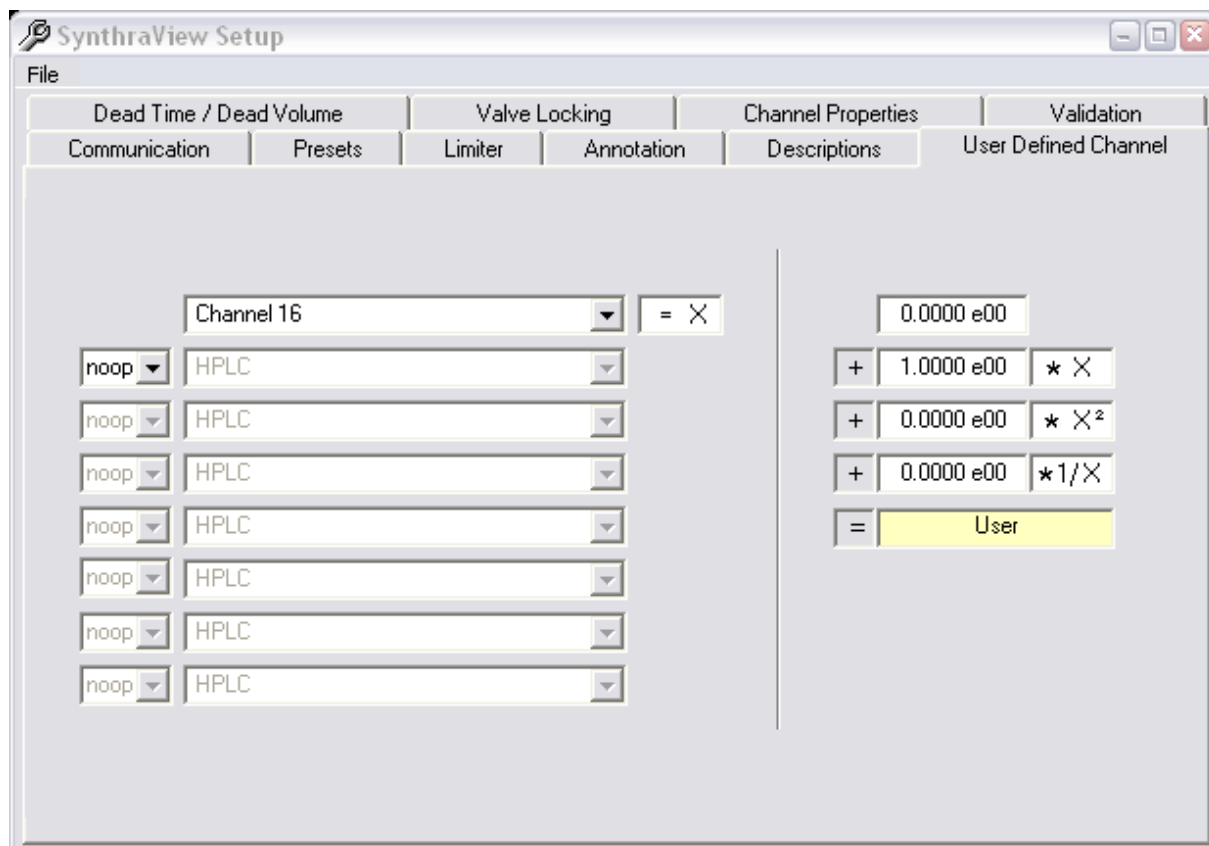 SynthraView Setup
File
Dead Time / Dead Volume Valve Locking Channel Properties Validation
Communication Presets Limiter Annotation Descriptions User Defined Channel
Channel 16 = X 0.0000 e00
noop HPLC + 1.0000 e00 * X
noop HPLC + 0.0000 e00 * X²
noop HPLC + 0.0000 e00 *1/X
noop HPLC = User
noop HPLC
noop HPLC
noop HPLC